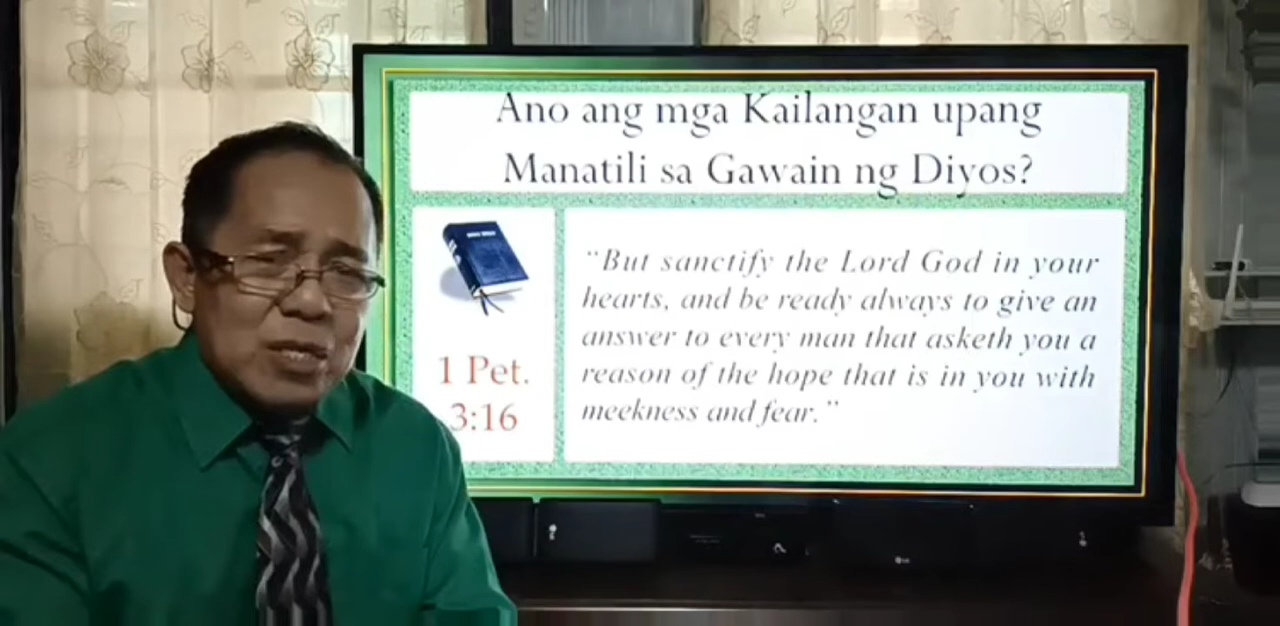 Ano ang mga Kailangan upang
Manatili sa Gawain ng Diyos?
1 Pet.
3:16
"But sanctify the Lord God in your
hearts, and be ready always to give an
answer to every man that asketh you a
reason of the hope that is in you with
meekness and fear."
LG